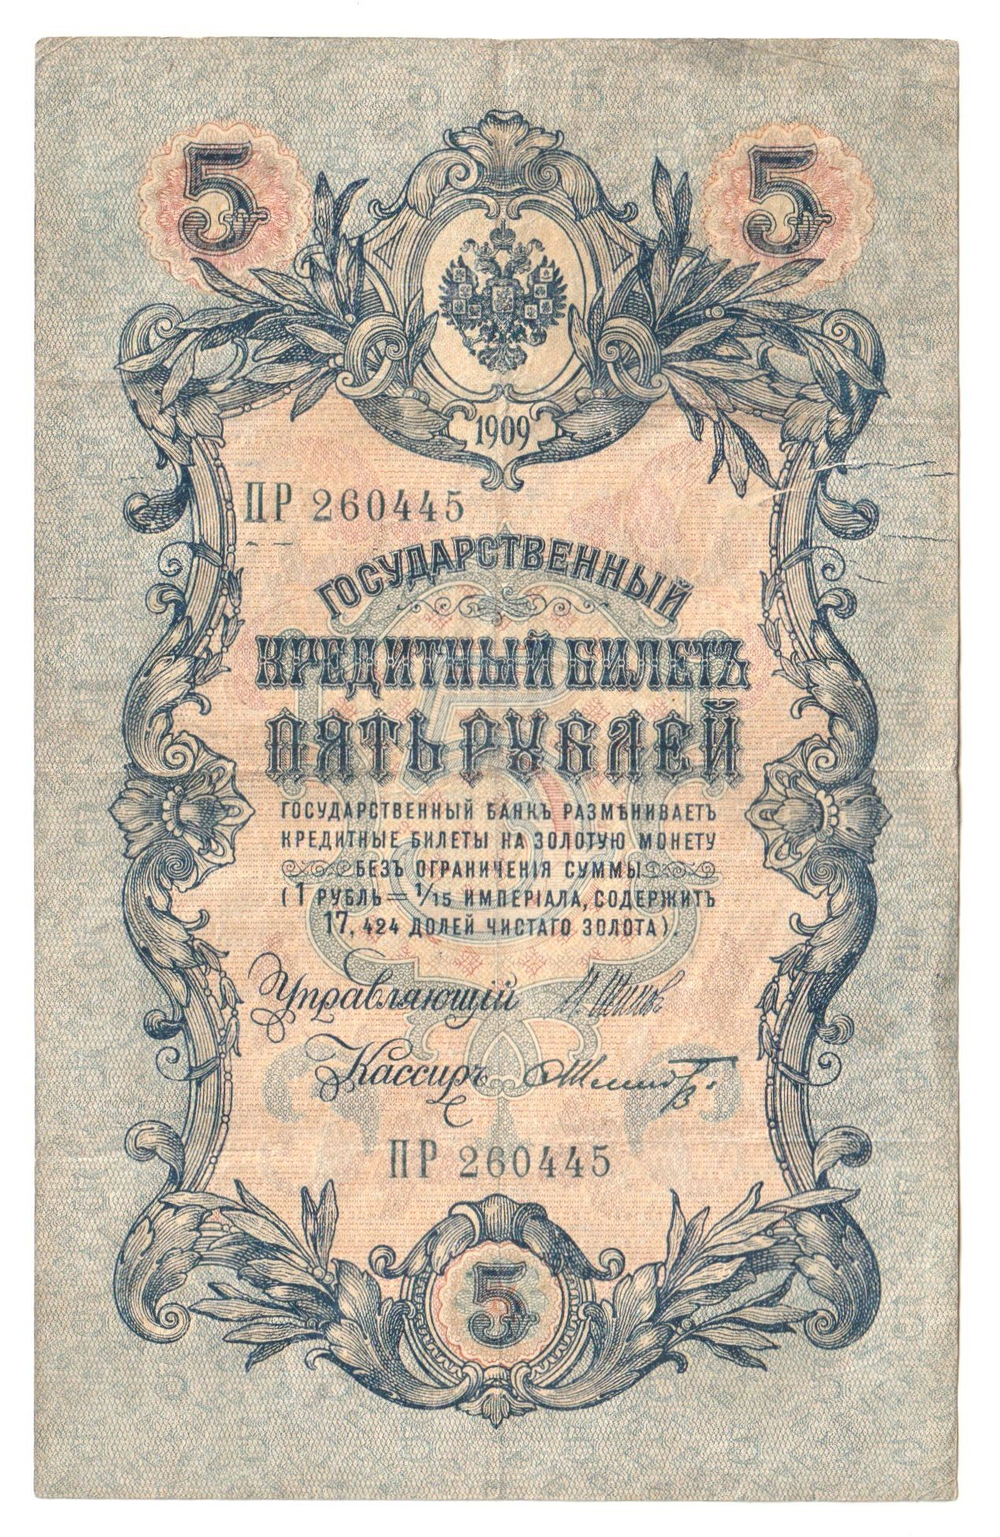 5 5
1909
ПР 260445
ГОСУДАРСТВЕННЫЙ
КРЕДИТНЫЙ БИЛЕТЪ
ПЯТЬ РУБЛЕЙ
ГОСУДАРСТВЕННЫЙ БАНКЪ РАЗМѢНИВАЕТЪ
КРЕДИТНЫЕ БИЛЕТЫ НА ЗОЛОТУЮ МОНЕТУ
БЕЗЪ ОГРАНИЧЕНІЯ СУММЫ
(1 РУБЛЬ = 1/15 ИМПЕРІАЛА, СОДЕРЖИТЪ
17, 424 ДОЛЕЙ ЧИСТАГО ЗОЛОТА).
Управляющій И. Шипов
Кассиръ
ПР 260445
5